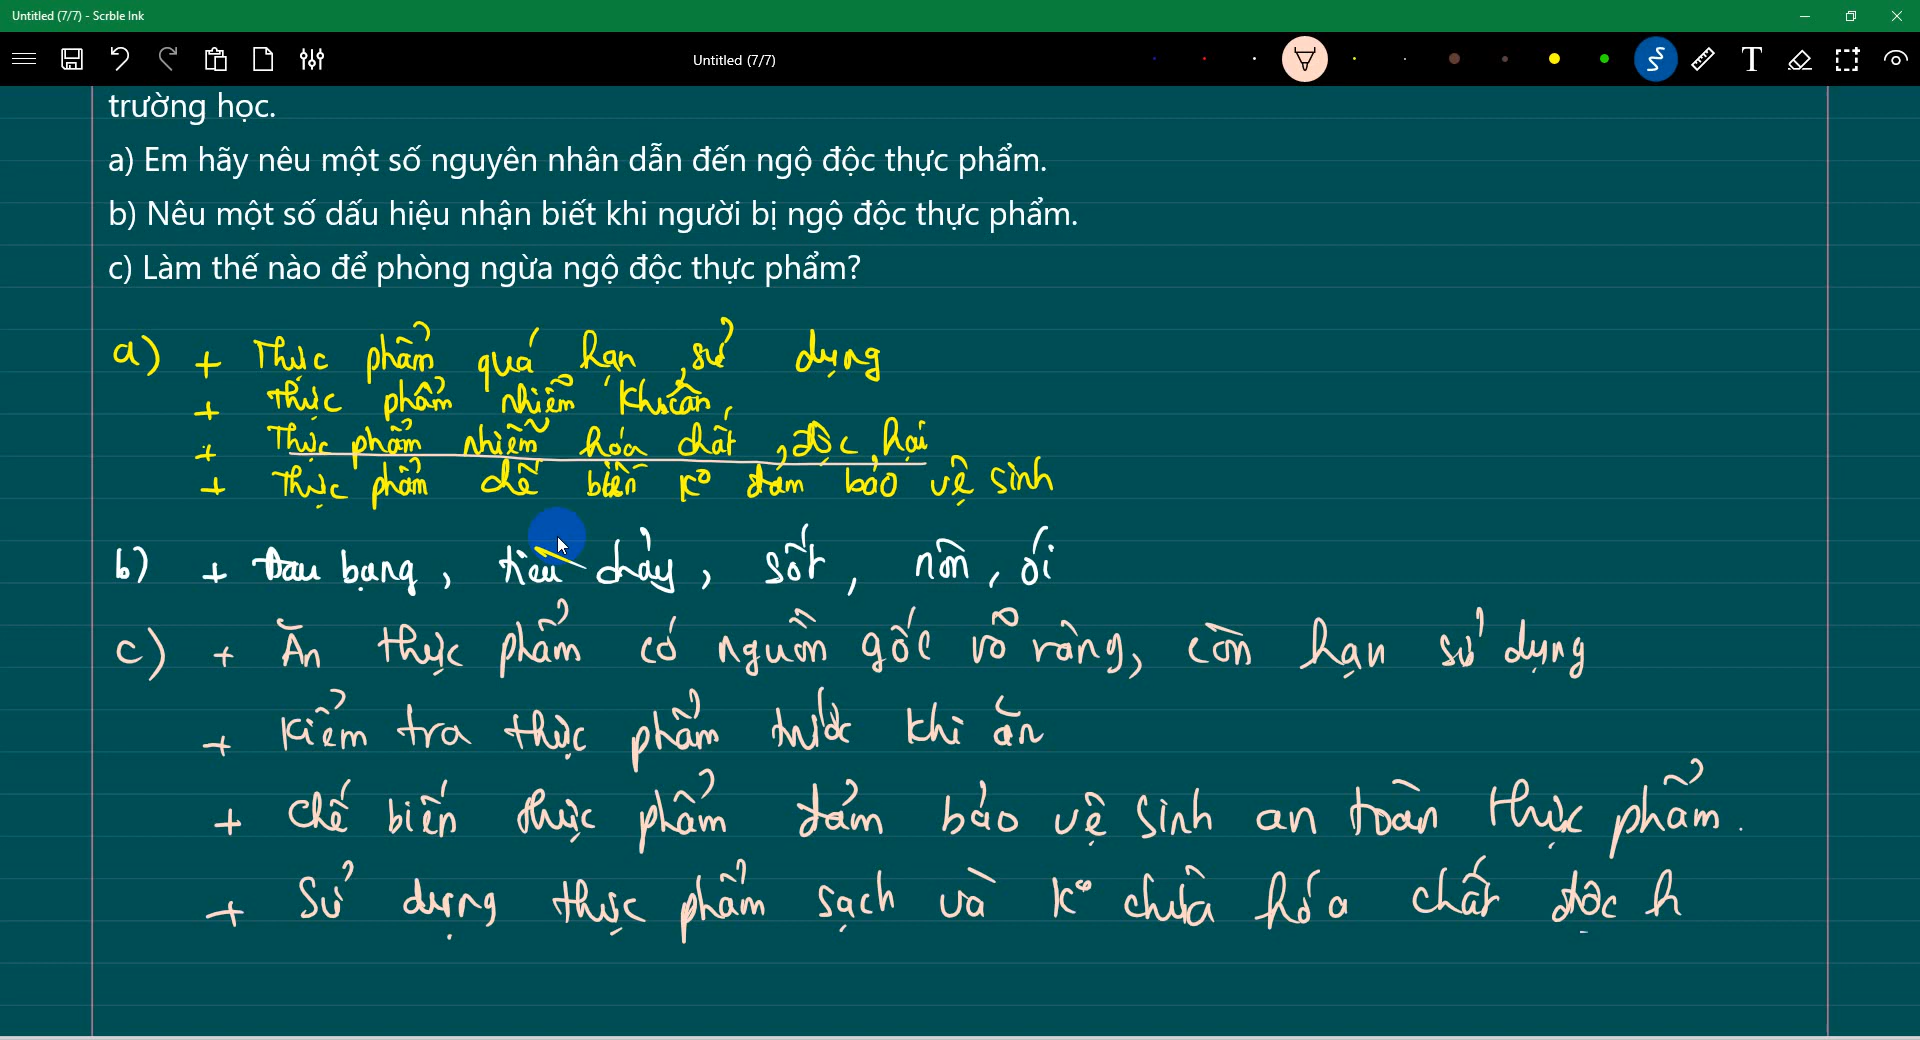 Untitled (7/7) - Scrble Ink
Untitled (7/7)
T
trường học.
a) Em hãy nêu một số nguyên nhân dẫn đến ngộ độc thực phẩm.
b) Nêu một số dấu hiệu nhận biết khi người bị ngộ độc thực phẩm.
c) Làm thế nào để phòng ngừa ngộ độc thực phẩm?
a) + Thực phẩm quá hạn sử dụng
+ thực phẩm nhiễm khuẩn
+ Thực phẩm nhiễm hóa chất, độc hại
+ Thực phẩm chế biến k° đảm bảo vệ sinh
b) + Đau bụng, tiêu chảy, sốt, nôn, ói
c) + Ăn thực phẩm có nguồn gốc rõ ràng, còn hạn sử dụng
+ kiểm tra thực phẩm trước khi ăn
+ chế biến thực phẩm đảm bảo vệ sinh an toàn thực phẩm.
+ Sử dụng thực phẩm sạch và k° chứa hóa chất độc h